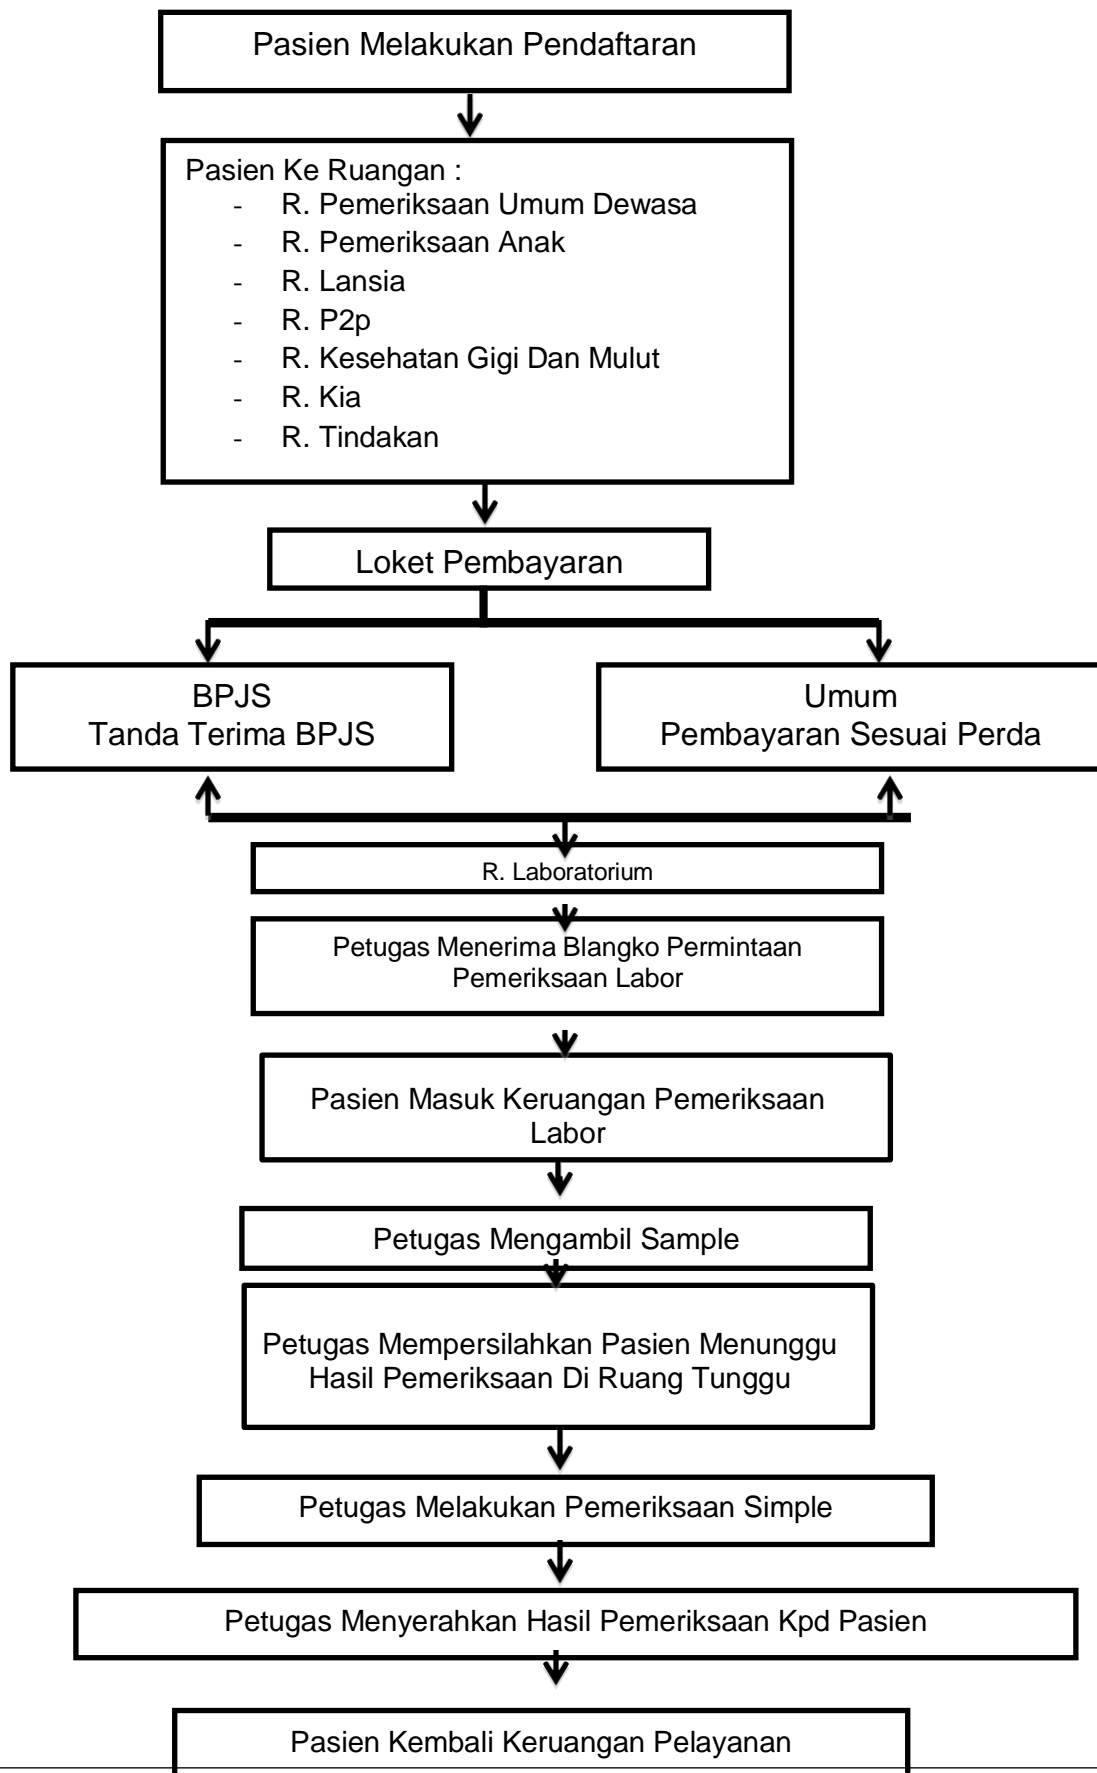 Pasien Melakukan Pendaftaran
Pasien Ke Ruangan :
- R. Pemeriksaan Umum Dewasa
- R. Pemeriksaan Anak
- R. Lansia
- R. P2p
- R. Kesehatan Gigi Dan Mulut
- R. Kia
- R. Tindakan
Loket Pembayaran
BPJS
Tanda Terima BPJS
Umum
Pembayaran Sesuai Perda
R. Laboratorium
Petugas Menerima Blangko Permintaan
Pemeriksaan Labor
Pasien Masuk Keruangan Pemeriksaan
Labor
Petugas Mengambil Sample
Petugas Mempersilahkan Pasien Menunggu
Hasil Pemeriksaan Di Ruang Tunggu
Petugas Melakukan Pemeriksaan Simple
Petugas Menyerahkan Hasil Pemeriksaan Kpd Pasien
Pasien Kembali Keruangan Pelayanan